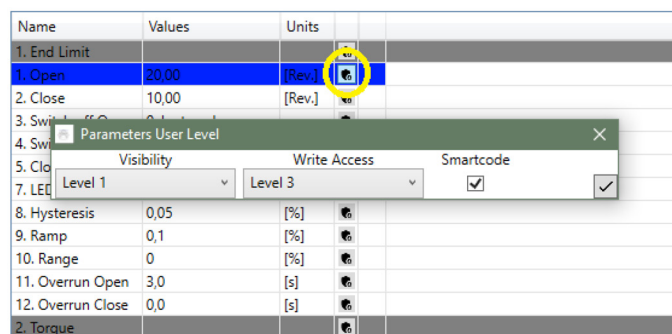 Name Values Units
1. End Limit
1. Open 20,00 [Rev.]
2. Close 10,00 [Rev.]
Parameters User Level
Visibility Write Access Smartcode
Level 1 Level 3
8. Hysteresis 0,05 [%]
9. Ramp 0,1 [%]
10. Range 0 [%]
11. Overrun Open 3,0 [s]
12. Overrun Close 0,0 [s]
2. Torque